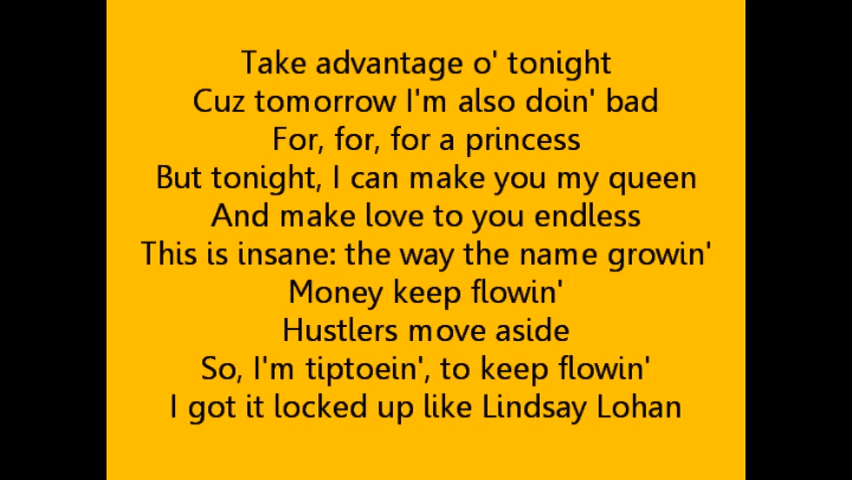 Take advantage o' tonight
Cuz tomorrow I'm also doin' bad
For, for, for a princess
But tonight, I can make you my queen
And make love to you endless
This is insane: the way the name growin'
Money keep flowin'
Hustlers move aside
So, I'm tiptoein', to keep flowin'
I got it locked up like Lindsay Lohan